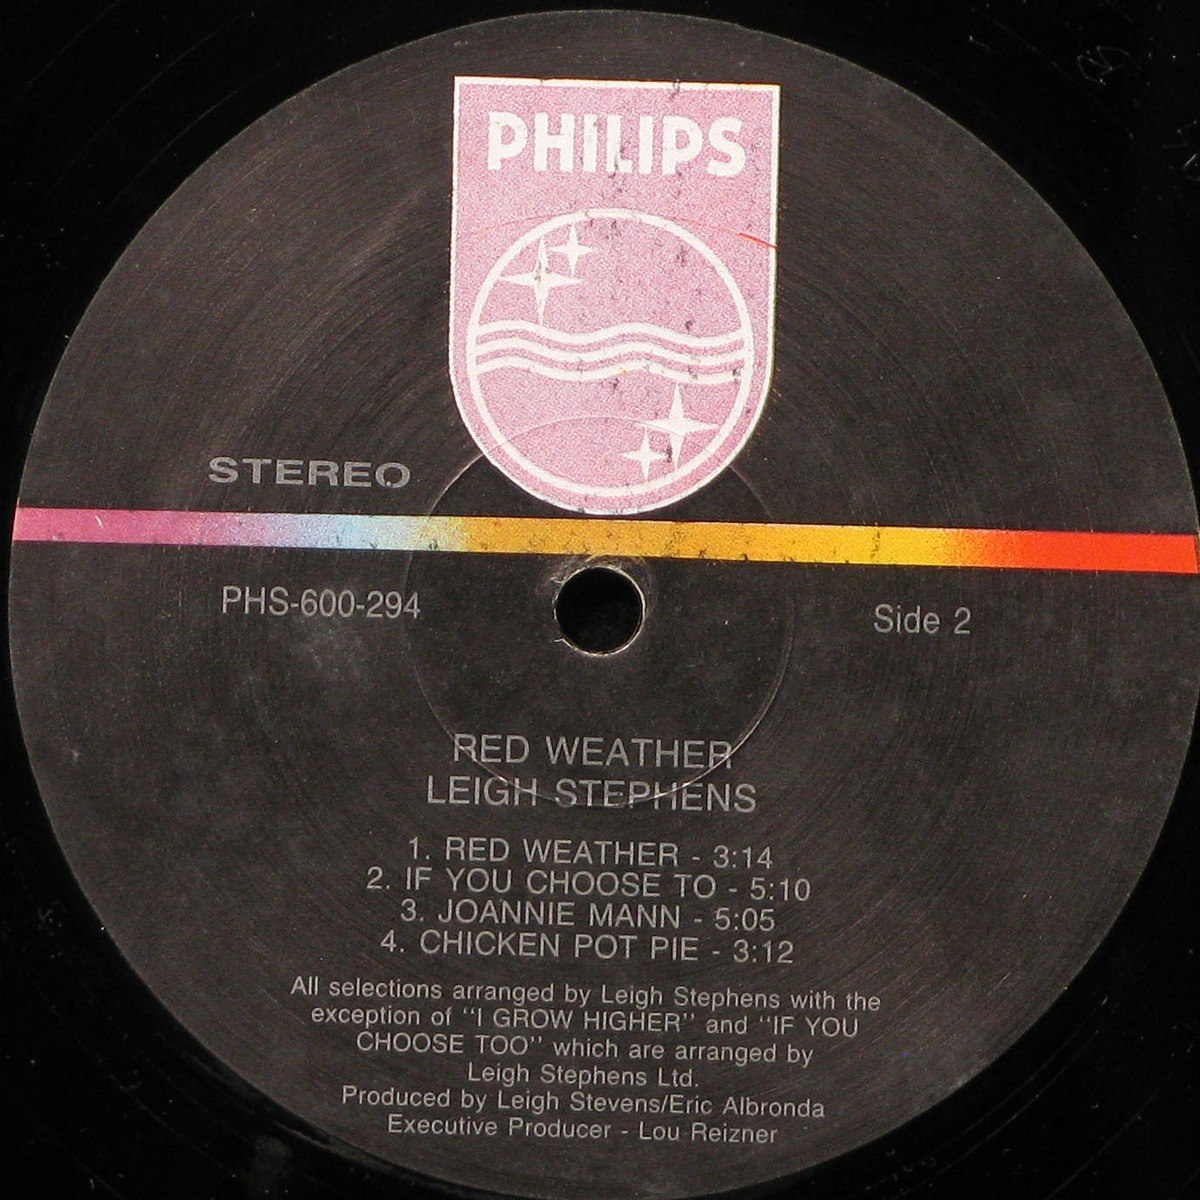 PHILIPS
STEREO
PHS-600-294
Side 2
RED WEATHER
LEIGH STEPHENS
1. RED WEATHER - 3:14
2. IF YOU CHOOSE TO - 5:10
3. JOANNIE MANN - 5:05
4. CHICKEN POT PIE - 3:12
All selections arranged by Leigh Stephens with the
exception of "I GROW HIGHER" and "IF YOU
CHOOSE TOO" which are arranged by
Leigh Stephens Ltd.
Produced by Leigh Stevens/Eric Albronda
Executive Producer - Lou Reizner